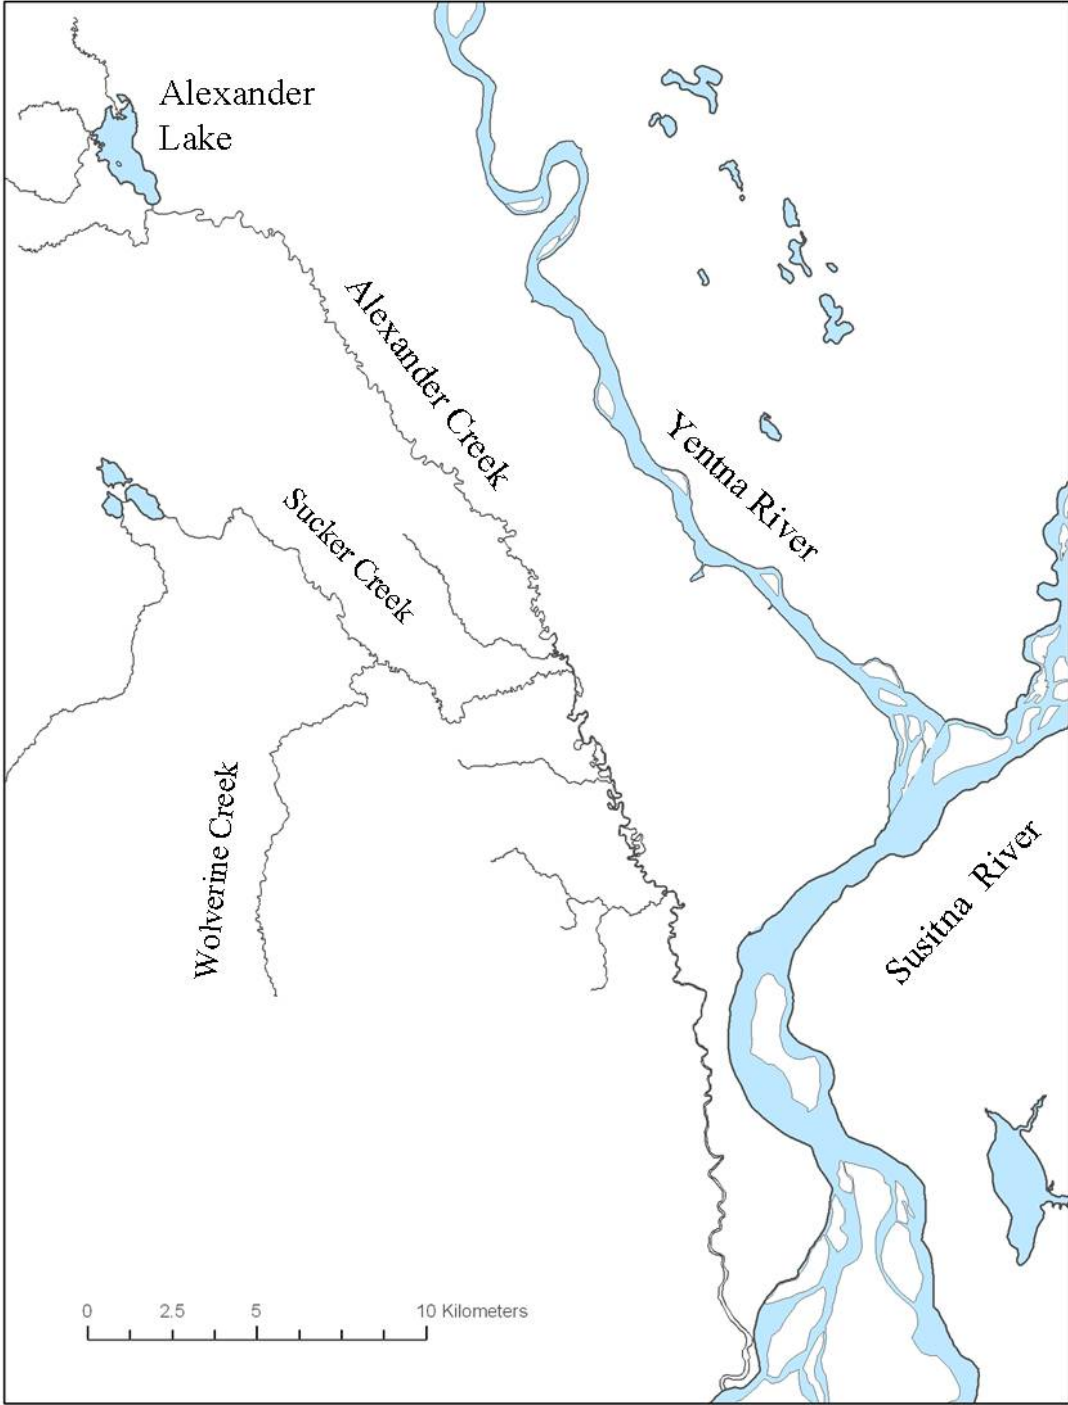 Alexander
Lake
Alexander Creek
Yentna River
Sucker Creek
Wolverine Creek
Susitna River
0 2.5 5 10 Kilometers